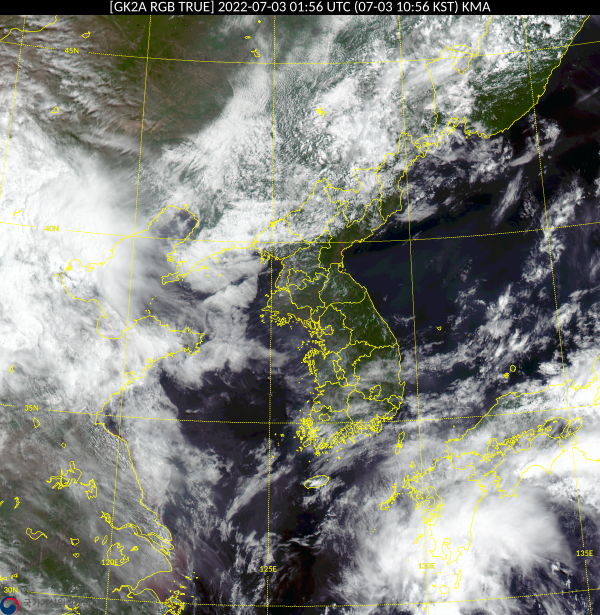 [GK2A RGB TRUE] 2022-07-03 01:56 UTC (07-03 10:56 KST) KMA
45N
40N
35N
120E
125E
130E
135E
30N